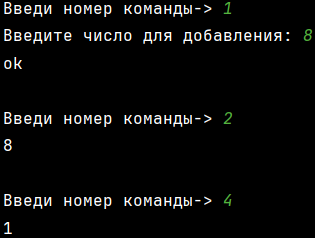 Введи номер команды-> 1
Введите число для добавления: 8
ok
Введи номер команды-> 2
8
Введи номер команды-> 4
1